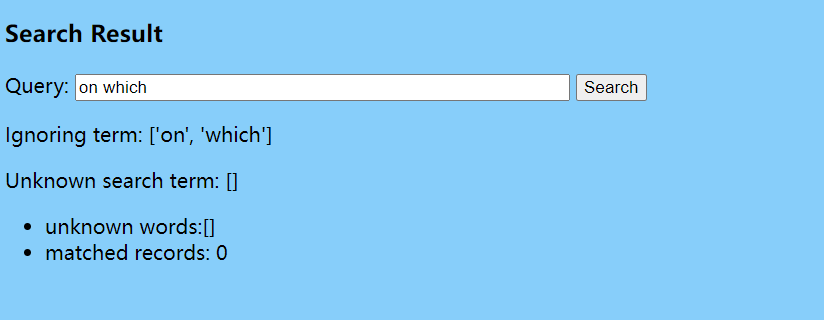 Search Result
Query: on which Search
Ignoring term: ['on', 'which']
Unknown search term: []
unknown words:[]
matched records: 0